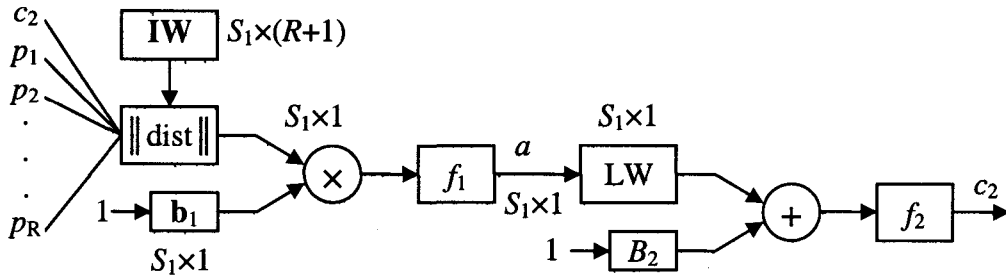 c₂
p₁
p₂
.
.
.
p_R
IW S₁×(R+1)
‖ dist ‖
S₁×1
1 b₁
S₁×1
×
f₁
a
S₁×1
S₁×1
LW
1 B₂
+
f₂
c₂